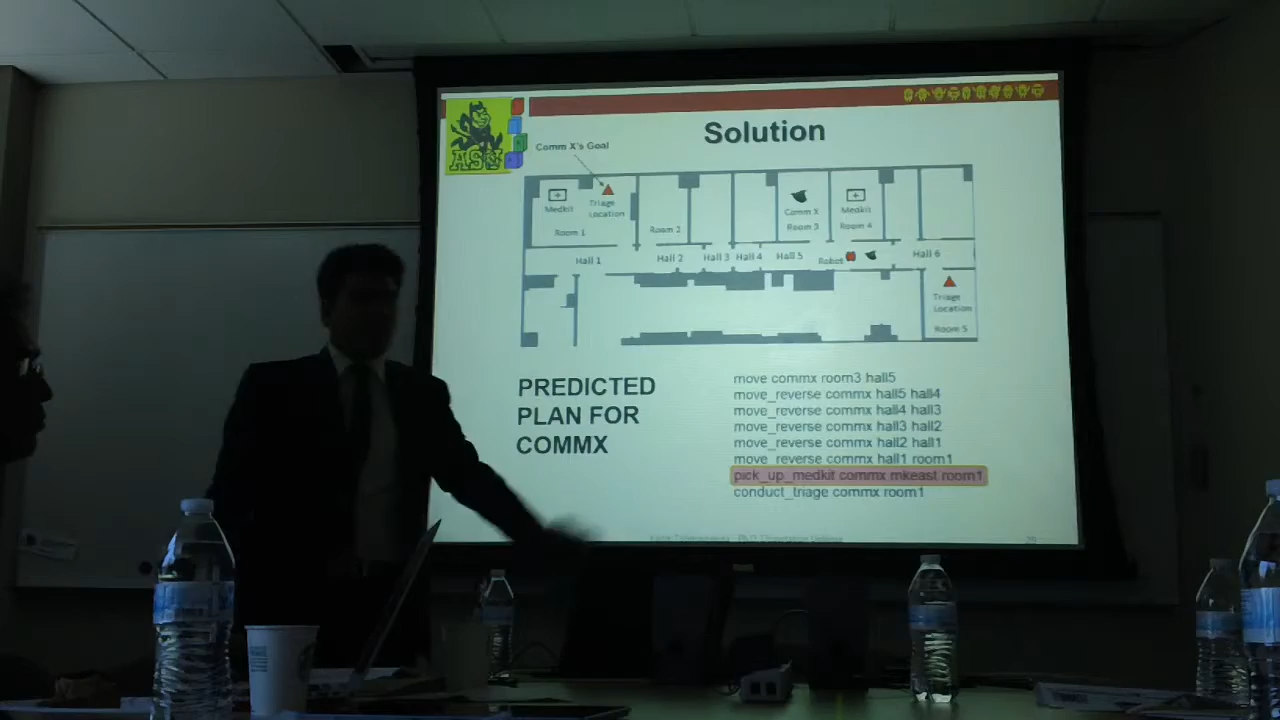 ASU
Solution
Comm X's Goal
Medkit
Triage
Location
Room 1
Room 2
Comm X
Room 3
Medkit
Room 4
Hall 1
Hall 2
Hall 3
Hall 4
Hall 5
Robot
Hall 6
Triage
Location
Room 5
PREDICTED
PLAN FOR
COMMX
move commx room3 hall5
move_reverse commx hall5 hall4
move_reverse commx hall4 hall3
move_reverse commx hall3 hall2
move_reverse commx hall2 hall1
move_reverse commx hall1 room1
pick_up_medkit commx mkeast room1
conduct_triage commx room1